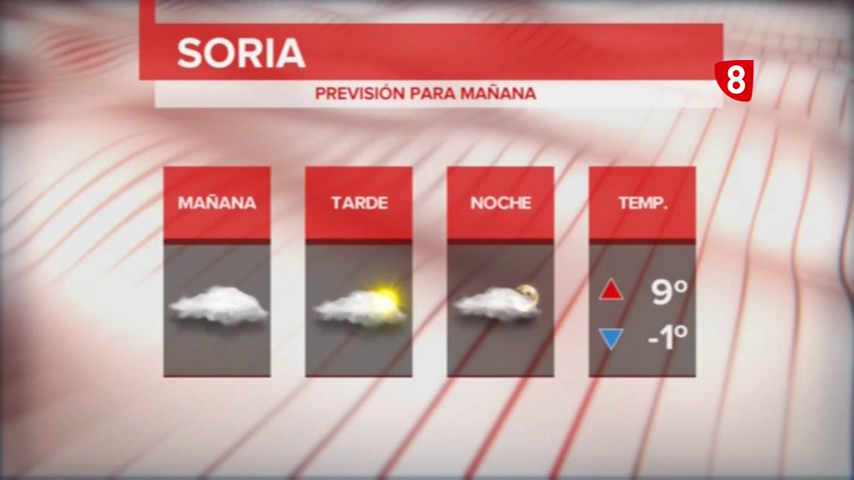 SORIA
PREVISIÓN PARA MAÑANA
8
MAÑANA
TARDE
NOCHE
TEMP.
9º
-1º